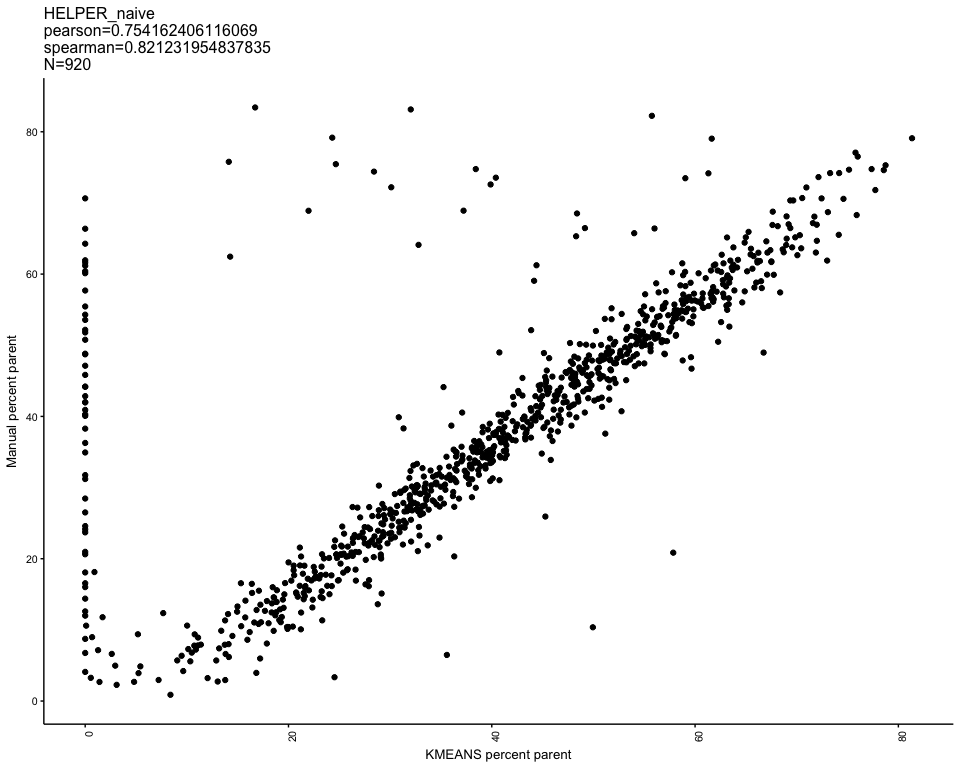 HELPER_naive
pearson=0.754162406116069
spearman=0.821231954837835
N=920
80
60
40
20
0
Manual percent parent
0
20
40
60
80
KMEANS percent parent